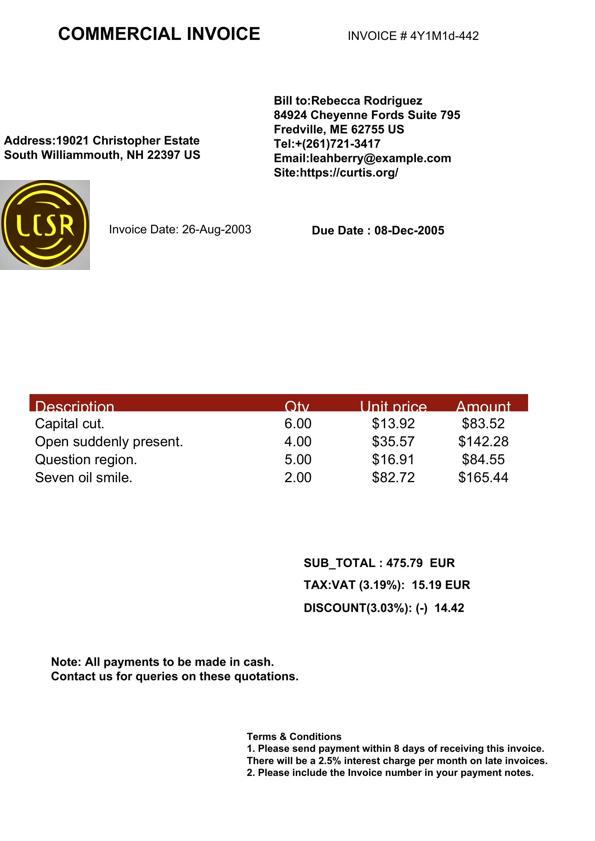 COMMERCIAL INVOICE
INVOICE # 4Y1M1d-442
Bill to:Rebecca Rodriguez
84924 Cheyenne Fords Suite 795
Fredville, ME 62755 US
Tel:+(261)721-3417
Email:leahberry@example.com
Site:https://curtis.org/
Address:19021 Christopher Estate
South Williammouth, NH 22397 US
LCSR
Invoice Date: 26-Aug-2003
Due Date : 08-Dec-2005
Description Qty Unit price Amount
Capital cut. 6.00 $13.92 $83.52
Open suddenly present. 4.00 $35.57 $142.28
Question region. 5.00 $16.91 $84.55
Seven oil smile. 2.00 $82.72 $165.44
SUB_TOTAL : 475.79 EUR
TAX:VAT (3.19%): 15.19 EUR
DISCOUNT(3.03%): (-) 14.42
Note: All payments to be made in cash.
Contact us for queries on these quotations.
Terms & Conditions
1. Please send payment within 8 days of receiving this invoice.
There will be a 2.5% interest charge per month on late invoices.
2. Please include the Invoice number in your payment notes.